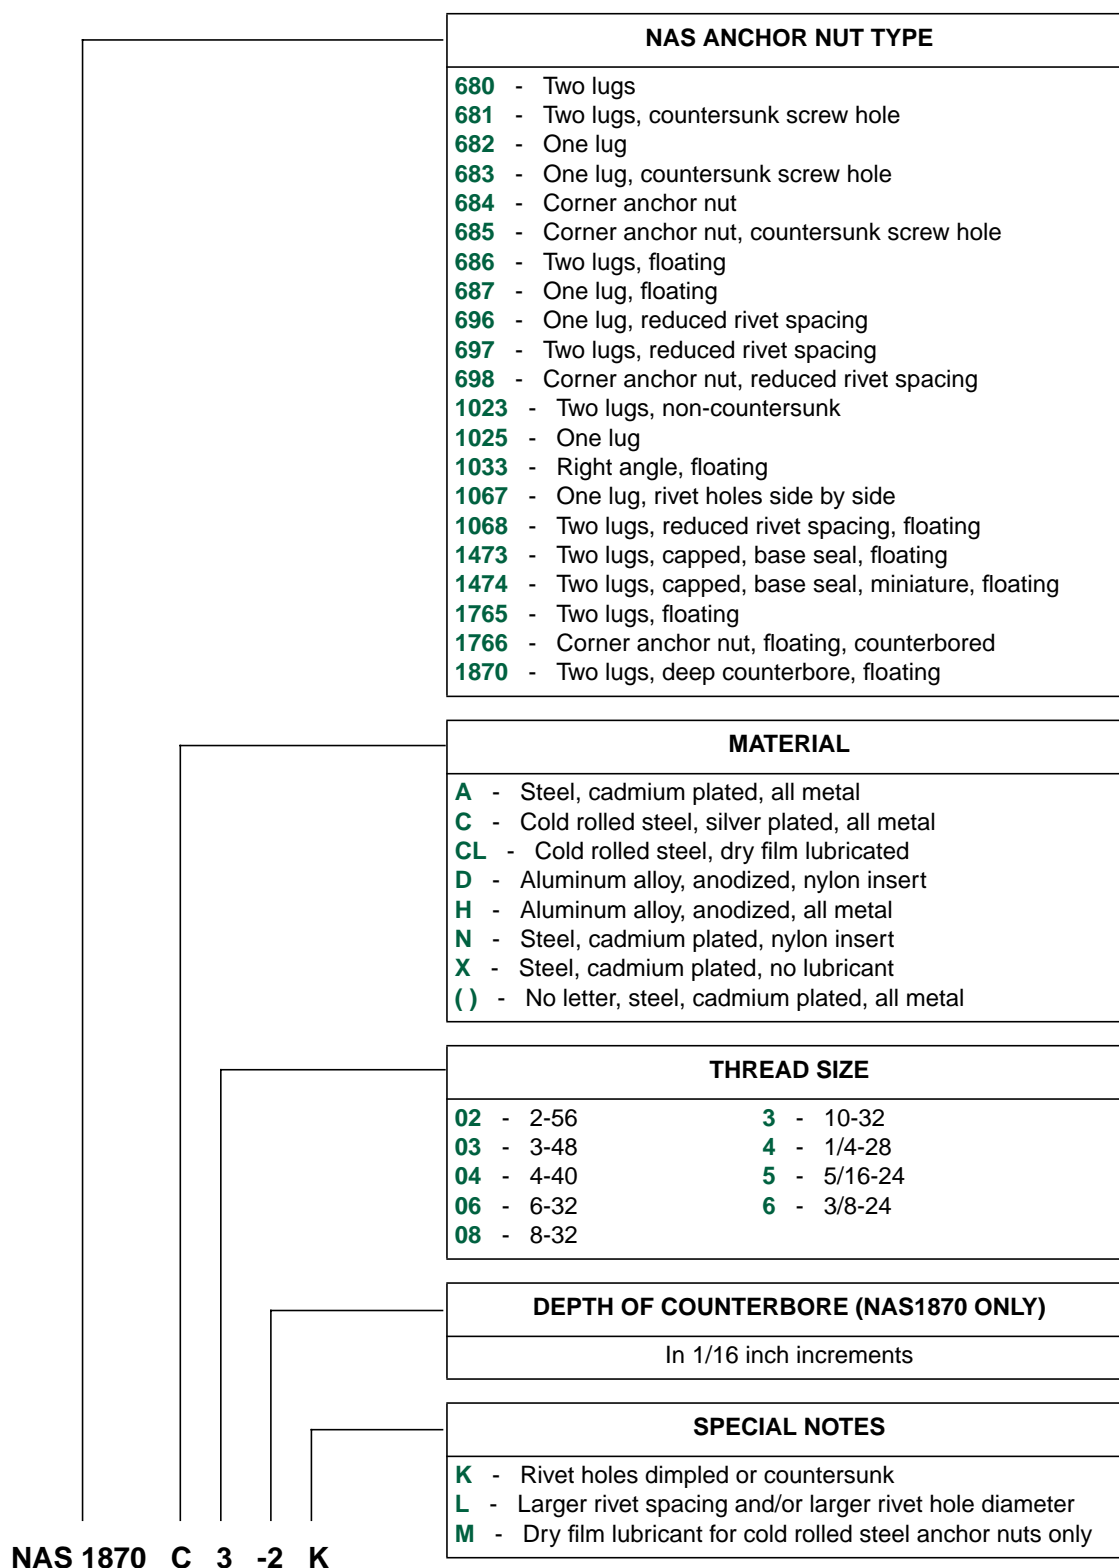 NAS ANCHOR NUT TYPE
680 - Two lugs
681 - Two lugs, countersunk screw hole
682 - One lug
683 - One lug, countersunk screw hole
684 - Corner anchor nut
685 - Corner anchor nut, countersunk screw hole
686 - Two lugs, floating
687 - One lug, floating
696 - One lug, reduced rivet spacing
697 - Two lugs, reduced rivet spacing
698 - Corner anchor nut, reduced rivet spacing
1023 - Two lugs, non-countersunk
1025 - One lug
1033 - Right angle, floating
1067 - One lug, rivet holes side by side
1068 - Two lugs, reduced rivet spacing, floating
1473 - Two lugs, capped, base seal, floating
1474 - Two lugs, capped, base seal, miniature, floating
1765 - Two lugs, floating
1766 - Corner anchor nut, floating, counterbored
1870 - Two lugs, deep counterbore, floating
MATERIAL
A - Steel, cadmium plated, all metal
C - Cold rolled steel, silver plated, all metal
CL - Cold rolled steel, dry film lubricated
D - Aluminum alloy, anodized, nylon insert
H - Aluminum alloy, anodized, all metal
N - Steel, cadmium plated, nylon insert
X - Steel, cadmium plated, no lubricant
( ) - No letter, steel, cadmium plated, all metal
THREAD SIZE
02 - 2-56 3 - 10-32
03 - 3-48 4 - 1/4-28
04 - 4-40 5 - 5/16-24
06 - 6-32 6 - 3/8-24
08 - 8-32
DEPTH OF COUNTERBORE (NAS1870 ONLY)
In 1/16 inch increments
SPECIAL NOTES
K - Rivet holes dimpled or countersunk
L - Larger rivet spacing and/or larger rivet hole diameter
M - Dry film lubricant for cold rolled steel anchor nuts only
NAS 1870 C 3 -2 K